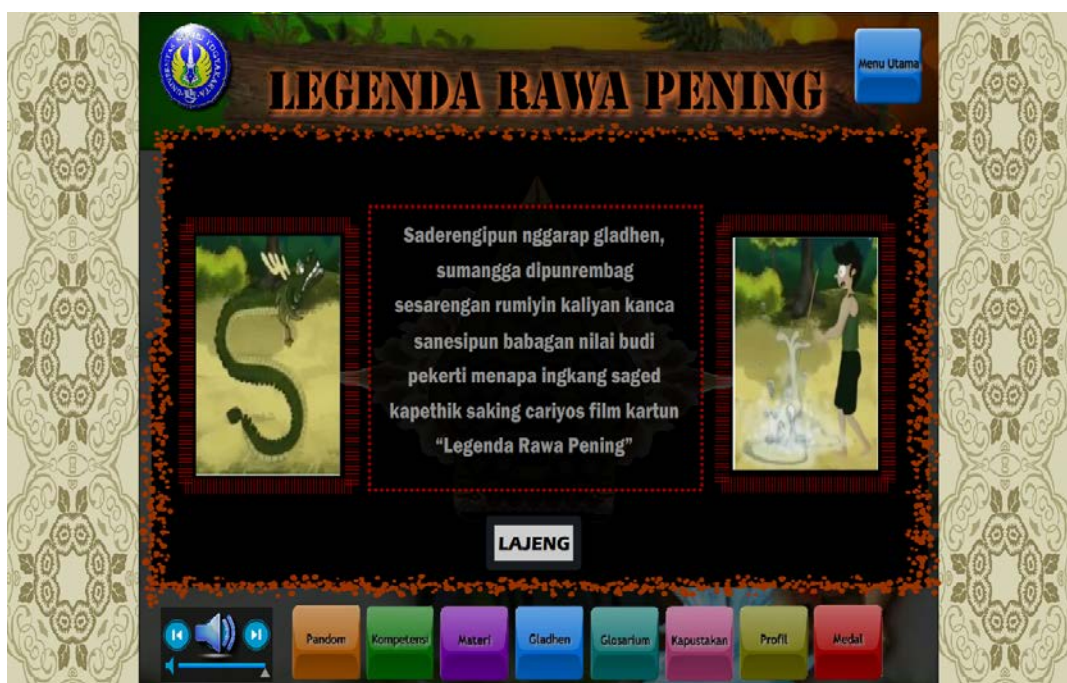 LEGENDA RAWA PENING
Menu Utama
Saderengipun nggarap gladhen,
sumangga dipunrembag
sesarengan rumiyin kaliyan kanca
sanesipun babagan nilai budi
pekerti menapa ingkang saged
kapethik saking cariyos film kartun
“Legenda Rawa Pening”
LAJENG
Pandom
Kompetensi
Materi
Gladhen
Glosarium
Kapustakan
Profil
Medal